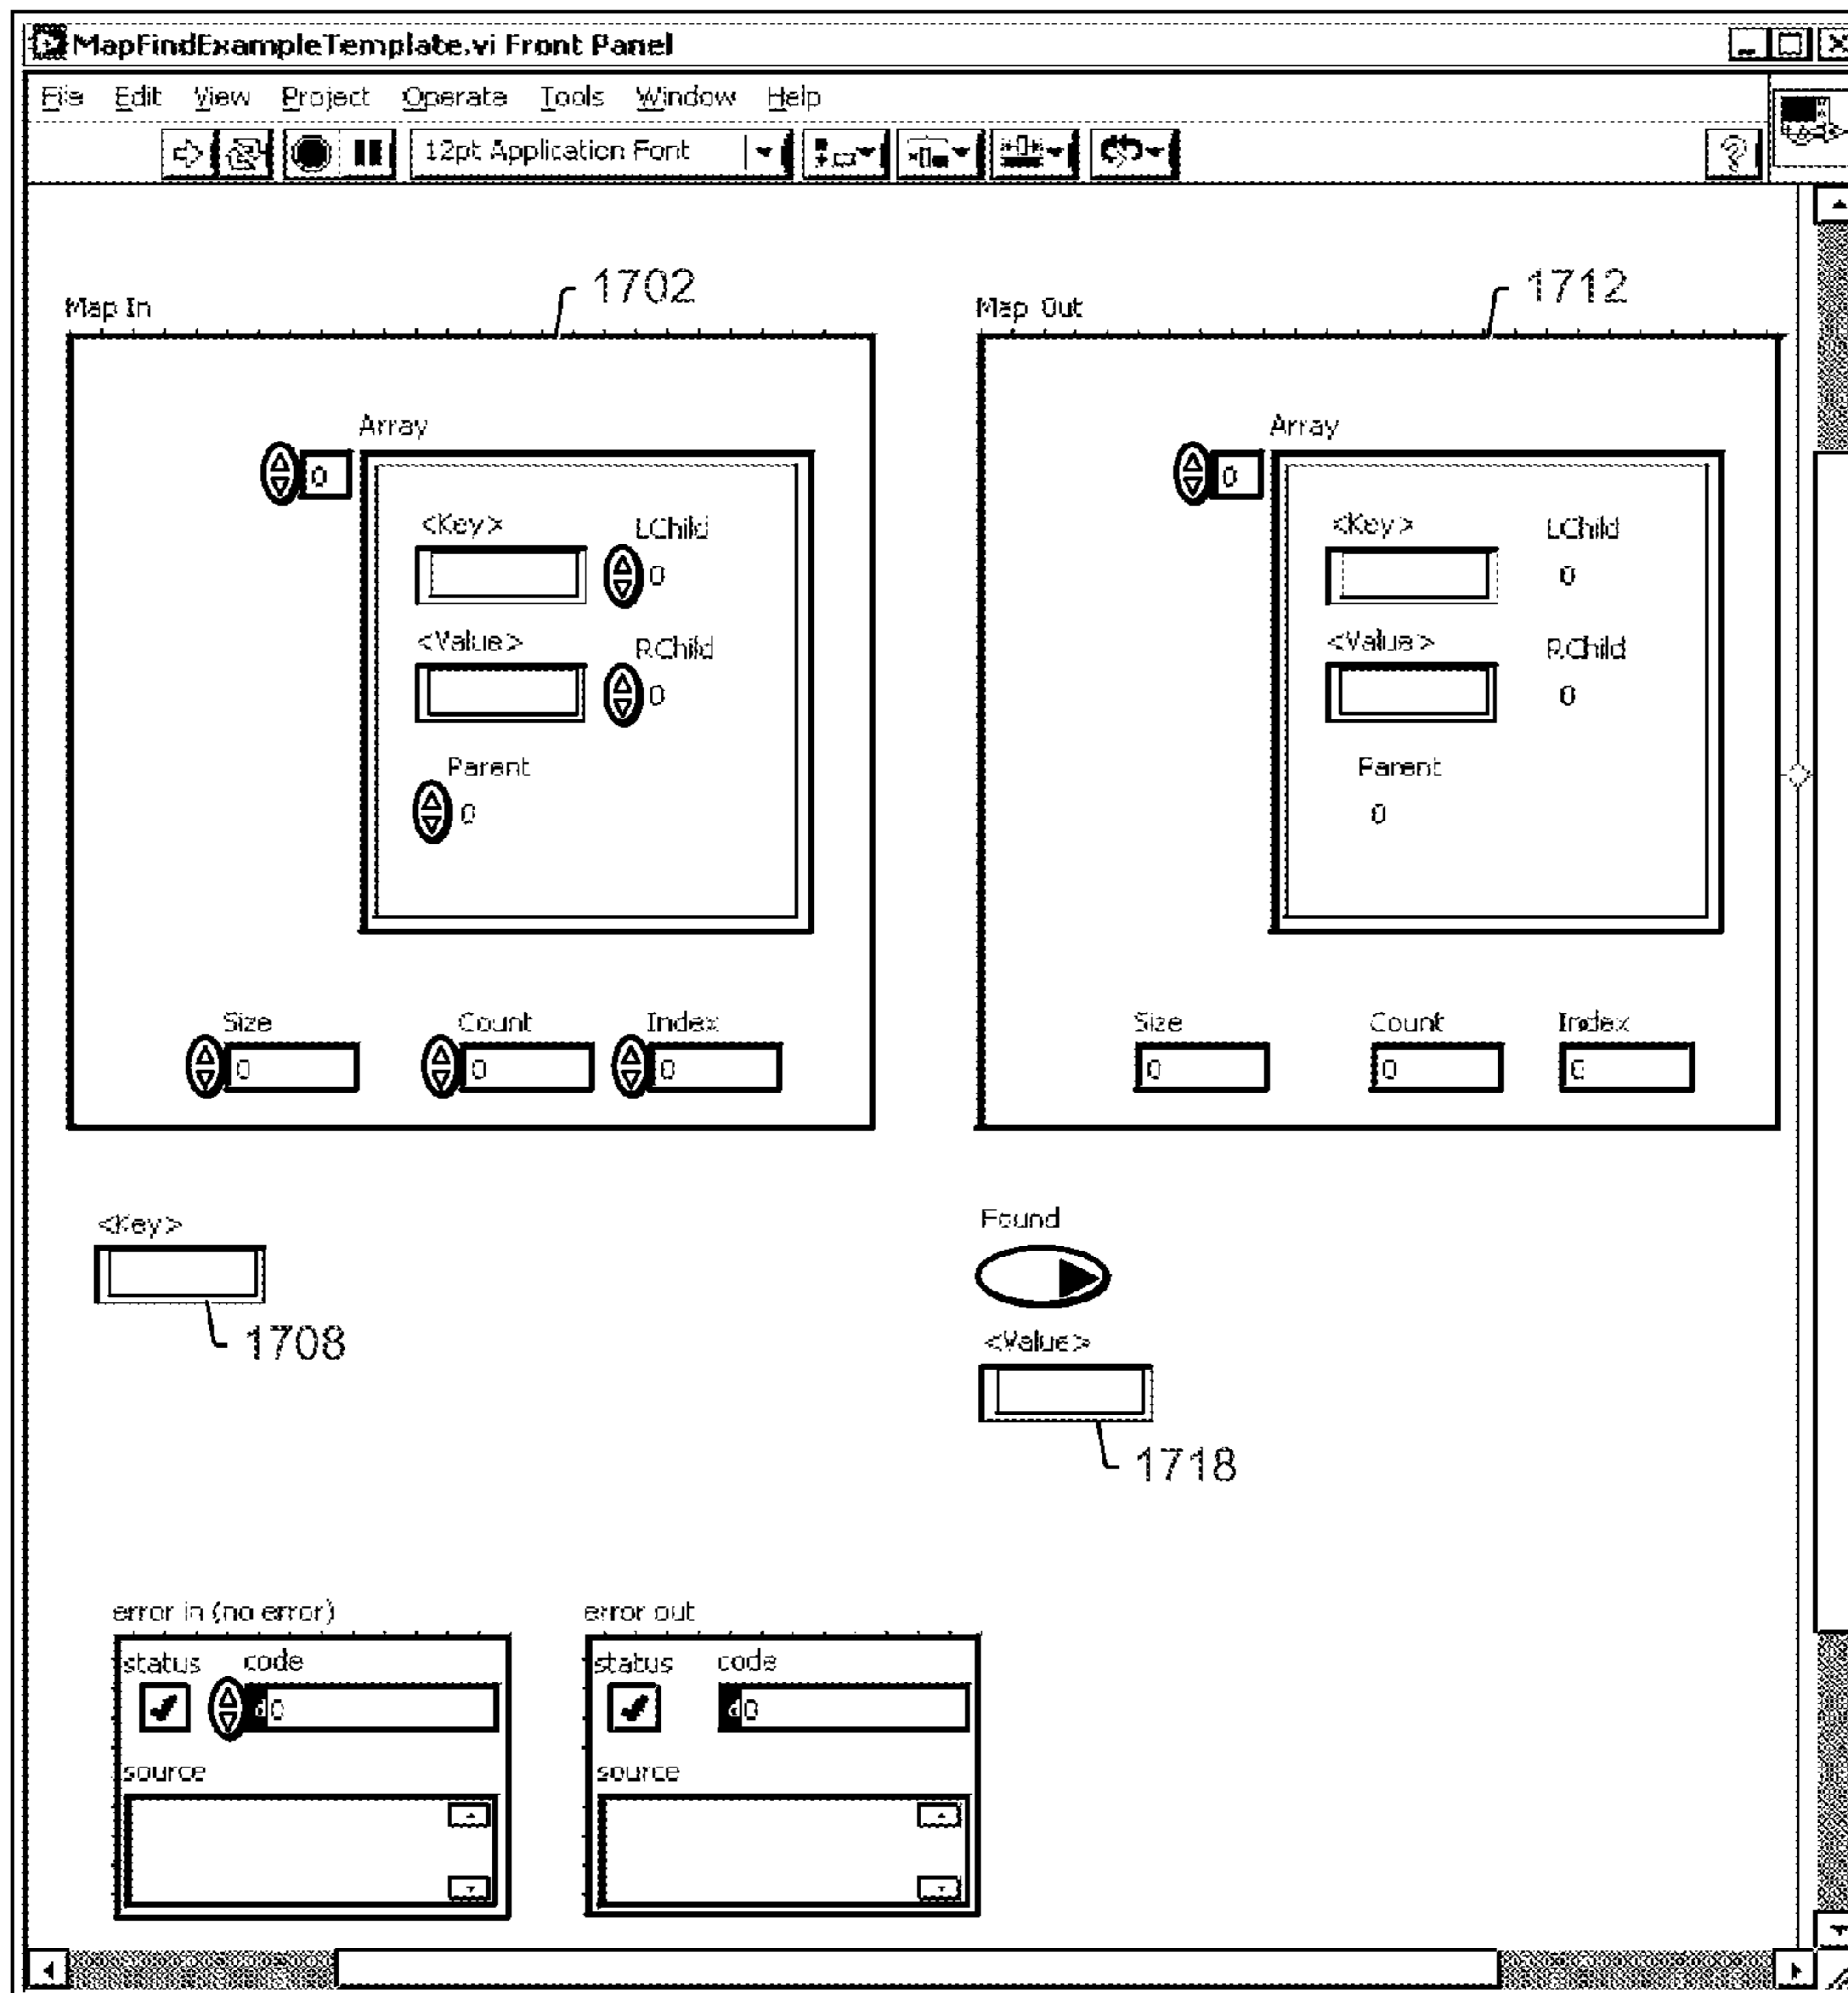 MapFindExampleTemplate.vi Front Panel
File Edit View Project Operate Tools Window Help
12pt Application Font
?
1702 1712
Map In Map Out
Array Array
0 0
<Key> LChild <Key> LChild
0 0
<Value> RChild <Value> RChild
0 0
Parent Parent
0 0
Size Count Index Size Count Index
0 0 0 0 0 0
<Key> Found
1708
<Value>
1718
error in (no error) error out
status code status code
d0 d0
source source